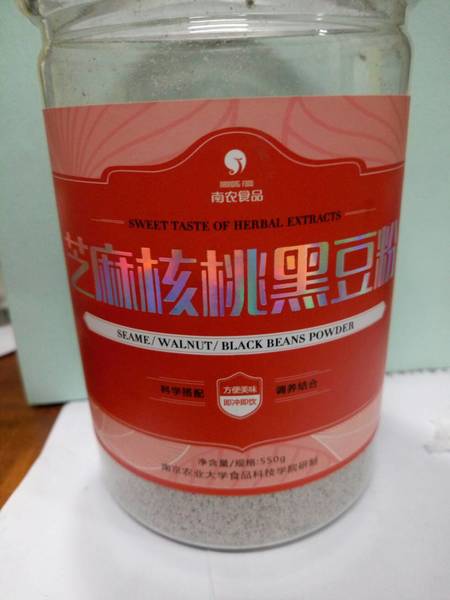 NANNONG FOOD
南农食品
SWEET TASTE OF HERBAL EXTRACTS
芝麻核桃黑豆粉
SEAME/WALNUT/BLACK BEANS POWDER
科学搭配
方便美味
即冲即饮
调养结合
净含量/规格:550g
南京农业大学食品科技学院研制